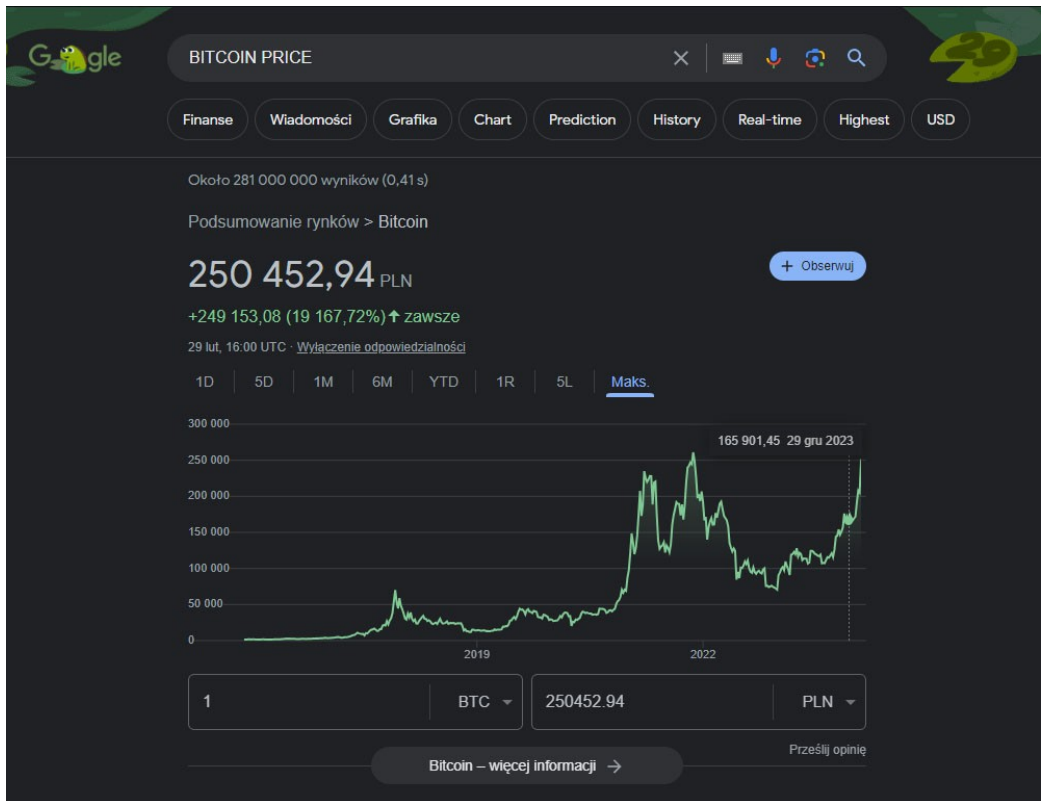 Google
BITCOIN PRICE
29
Finanse Wiadomości Grafika Chart Prediction History Real-time Highest USD
Około 281 000 000 wyników (0,41 s)
Podsumowanie rynków > Bitcoin
250 452,94 PLN
+ Obserwuj
+249 153,08 (19 167,72%) ↑ zawsze
29 lut, 16:00 UTC · Wyłączenie odpowiedzialności
1D 5D 1M 6M YTD 1R 5L Maks.
300 000
165 901,45 29 gru 2023
250 000
200 000
150 000
100 000
50 000
0
2019 2022
1 BTC 250452.94 PLN
Prześlij opinię
Bitcoin – więcej informacji →